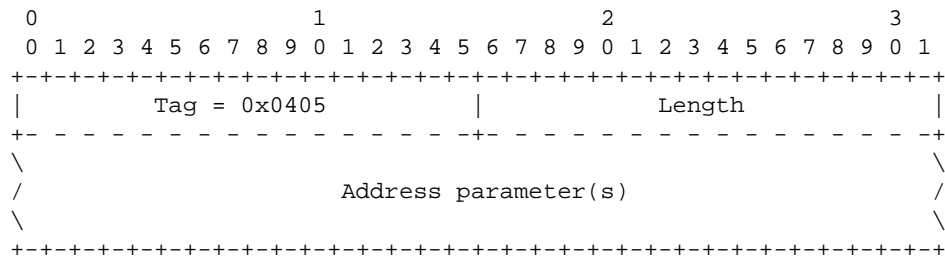 0                   1                   2                   3
 0 1 2 3 4 5 6 7 8 9 0 1 2 3 4 5 6 7 8 9 0 1 2 3 4 5 6 7 8 9 0 1
+-+-+-+-+-+-+-+-+-+-+-+-+-+-+-+-+-+-+-+-+-+-+-+-+-+-+-+-+-+-+-+-+
|         Tag = 0x0405          |            Length             |
+- - - - - - - - - - - - - - - -+- - - - - - - - - - - - - - - -+
\                                                               \
/                      Address parameter(s)                     /
\                                                               \
+-+-+-+-+-+-+-+-+-+-+-+-+-+-+-+-+-+-+-+-+-+-+-+-+-+-+-+-+-+-+-+-+